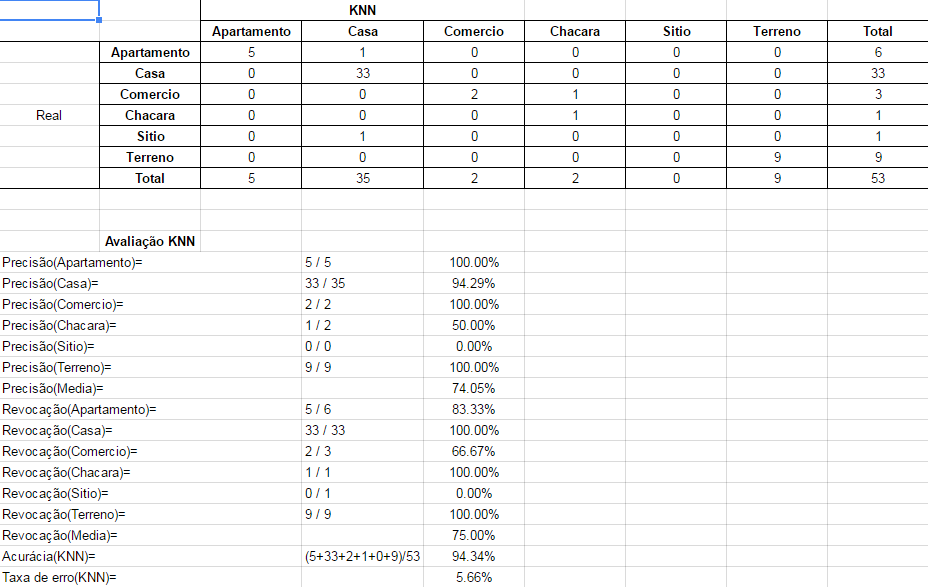 KNN
Apartamento Casa Comercio Chacara Sitio Terreno Total
Apartamento 5 1 0 0 0 0 6
Casa 0 33 0 0 0 0 33
Comercio 0 0 2 1 0 0 3
Real Chacara 0 0 0 1 0 0 1
Sitio 0 1 0 0 0 0 1
Terreno 0 0 0 0 0 9 9
Total 5 35 2 2 0 9 53
Avaliação KNN
Precisão(Apartamento)= 5 / 5 100.00%
Precisão(Casa)= 33 / 35 94.29%
Precisão(Comercio)= 2 / 2 100.00%
Precisão(Chacara)= 1 / 2 50.00%
Precisão(Sitio)= 0 / 0 0.00%
Precisão(Terreno)= 9 / 9 100.00%
Precisão(Media)= 74.05%
Revocação(Apartamento)= 5 / 6 83.33%
Revocação(Casa)= 33 / 33 100.00%
Revocação(Comercio)= 2 / 3 66.67%
Revocação(Chacara)= 1 / 1 100.00%
Revocação(Sitio)= 0 / 1 0.00%
Revocação(Terreno)= 9 / 9 100.00%
Revocação(Media)= 75.00%
Acurácia(KNN)= (5+33+2+1+0+9)/53 94.34%
Taxa de erro(KNN)= 5.66%